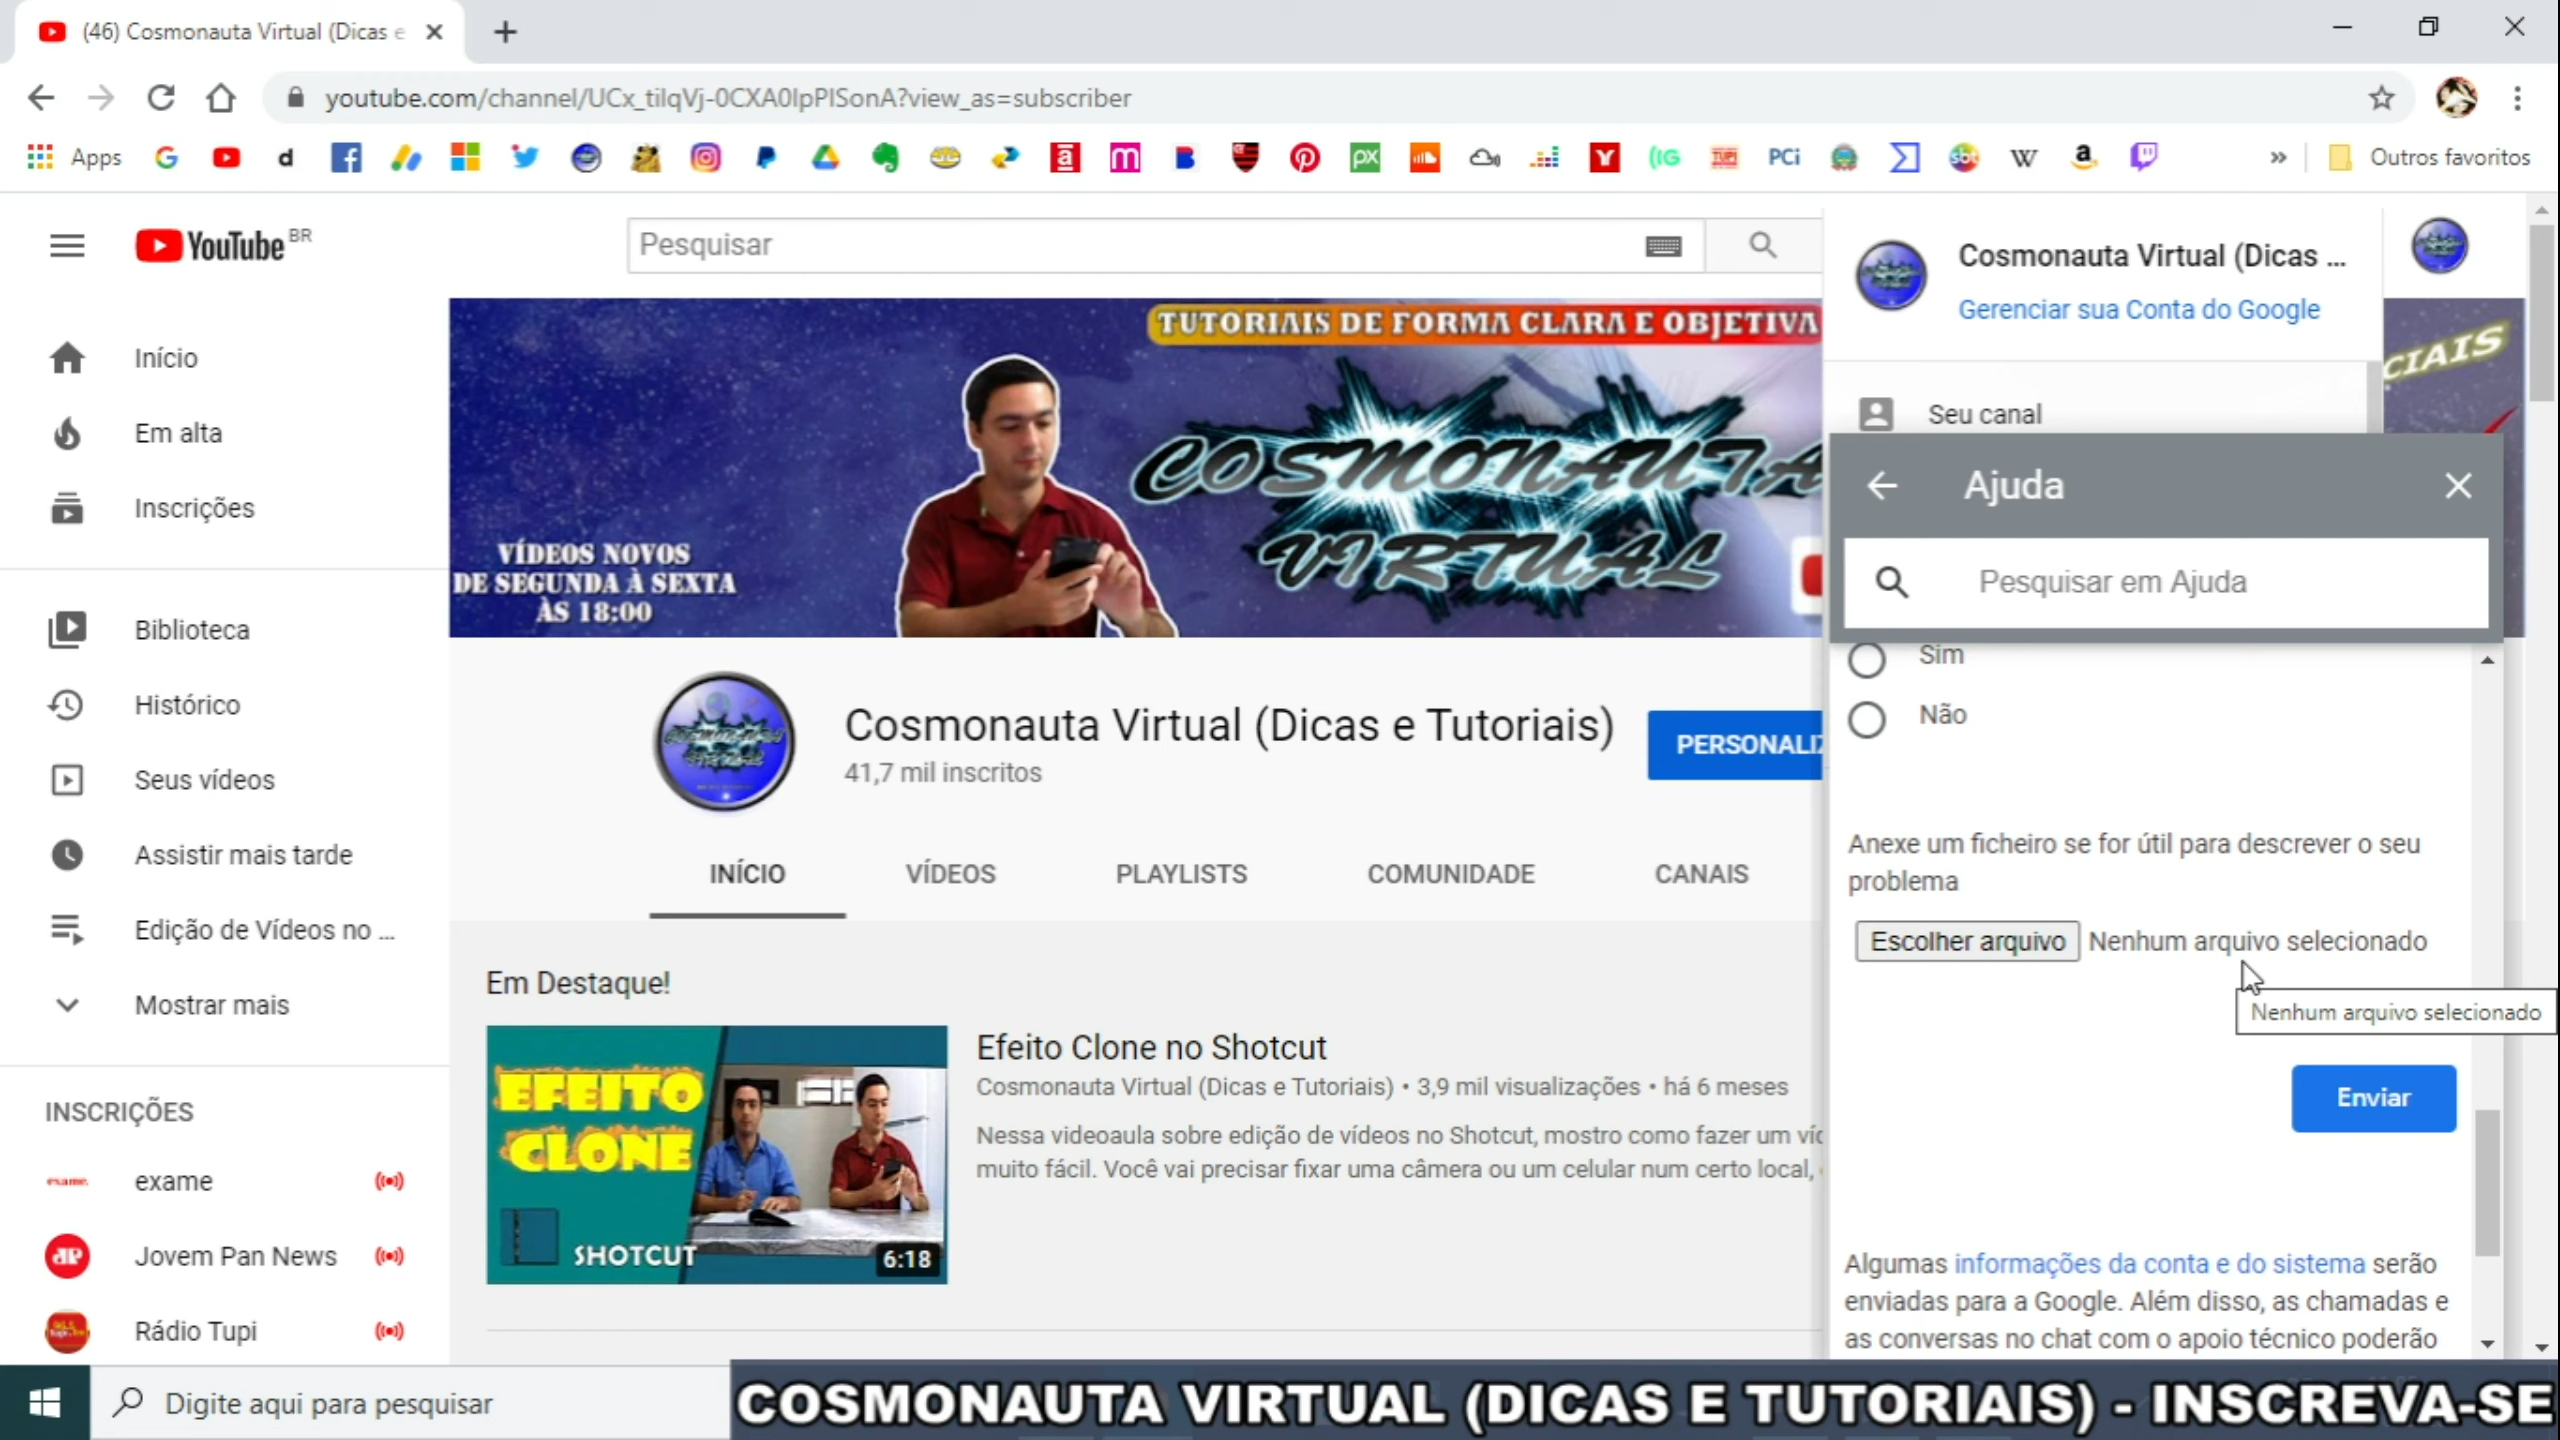 (46) Cosmonauta Virtual (Dicas e
youtube.com/channel/UCx_tilqVj-0CXA0IpPlSonA?view_as=subscriber
Apps
PCi
Outros favoritos
YouTube BR
Pesquisar
Início
Em alta
Inscrições
Biblioteca
Histórico
Seus vídeos
Assistir mais tarde
Edição de Vídeos no ...
Mostrar mais
INSCRIÇÕES
exame
Jovem Pan News
Rádio Tupi
TUTORIAIS DE FORMA CLARA E OBJETIVA
COSMONAUTA
VIRTUAL
VÍDEOS NOVOS
DE SEGUNDA À SEXTA
ÀS 18:00
CIAIS
Cosmonauta Virtual (Dicas e Tutoriais)
41,7 mil inscritos
PERSONALIZ
INÍCIO
VÍDEOS
PLAYLISTS
COMUNIDADE
CANAIS
Em Destaque!
EFEITO
CLONE
SHOTCUT
6:18
Efeito Clone no Shotcut
Cosmonauta Virtual (Dicas e Tutoriais) • 3,9 mil visualizações • há 6 meses
Nessa videoaula sobre edição de vídeos no Shotcut, mostro como fazer um víd
muito fácil. Você vai precisar fixar uma câmera ou um celular num certo local,
Cosmonauta Virtual (Dicas ...
Gerenciar sua Conta do Google
Seu canal
Ajuda
Pesquisar em Ajuda
Sim
Não
Anexe um ficheiro se for útil para descrever o seu
problema
Escolher arquivo
Nenhum arquivo selecionado
Nenhum arquivo selecionado
Enviar
Algumas informações da conta e do sistema serão
enviadas para a Google. Além disso, as chamadas e
as conversas no chat com o apoio técnico poderão
Digite aqui para pesquisar
COSMONAUTA VIRTUAL (DICAS E TUTORIAIS) - INSCREVA-SE